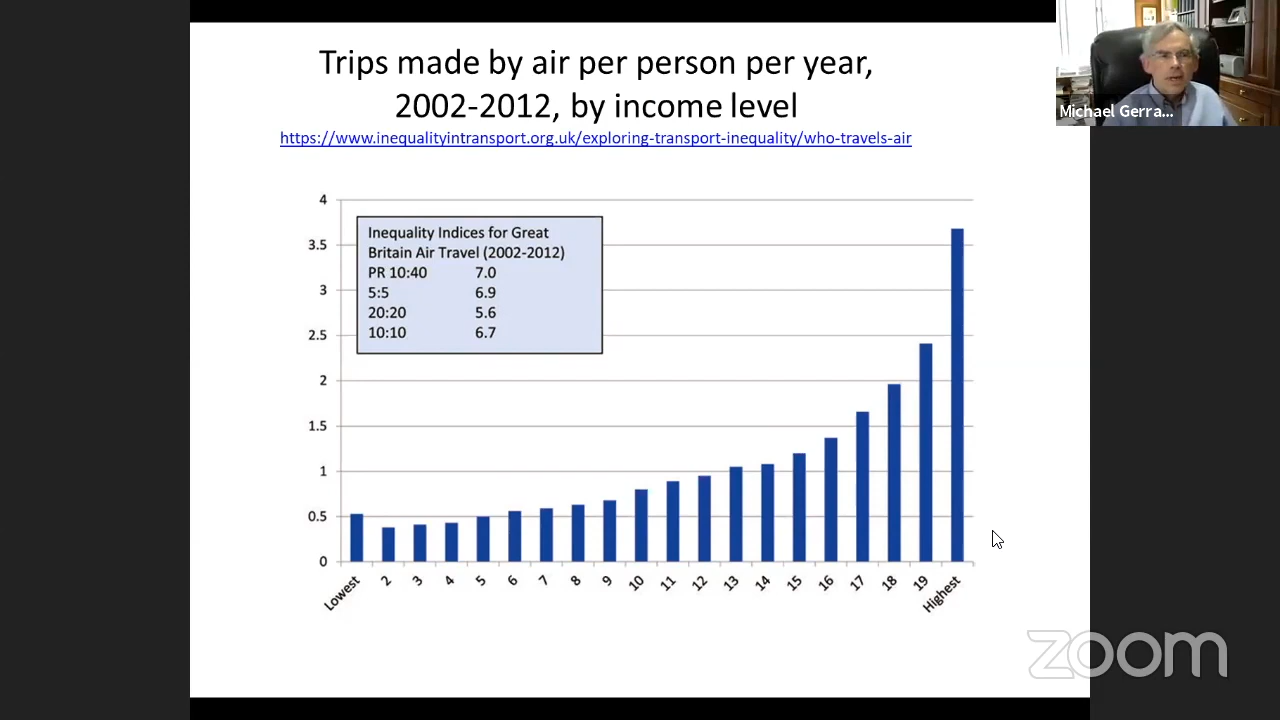 Trips made by air per person per year,
2002-2012, by income level
https://www.inequalityintransport.org.uk/exploring-transport-inequality/who-travels-air
Michael Gerra...
4
3.5
3
2.5
2
1.5
1
0.5
0
Inequality Indices for Great
Britain Air Travel (2002-2012)
PR 10:40 7.0
5:5 6.9
20:20 5.6
10:10 6.7
Lowest 2 3 4 5 6 7 8 9 10 11 12 13 14 15 16 17 18 19 Highest
zoom